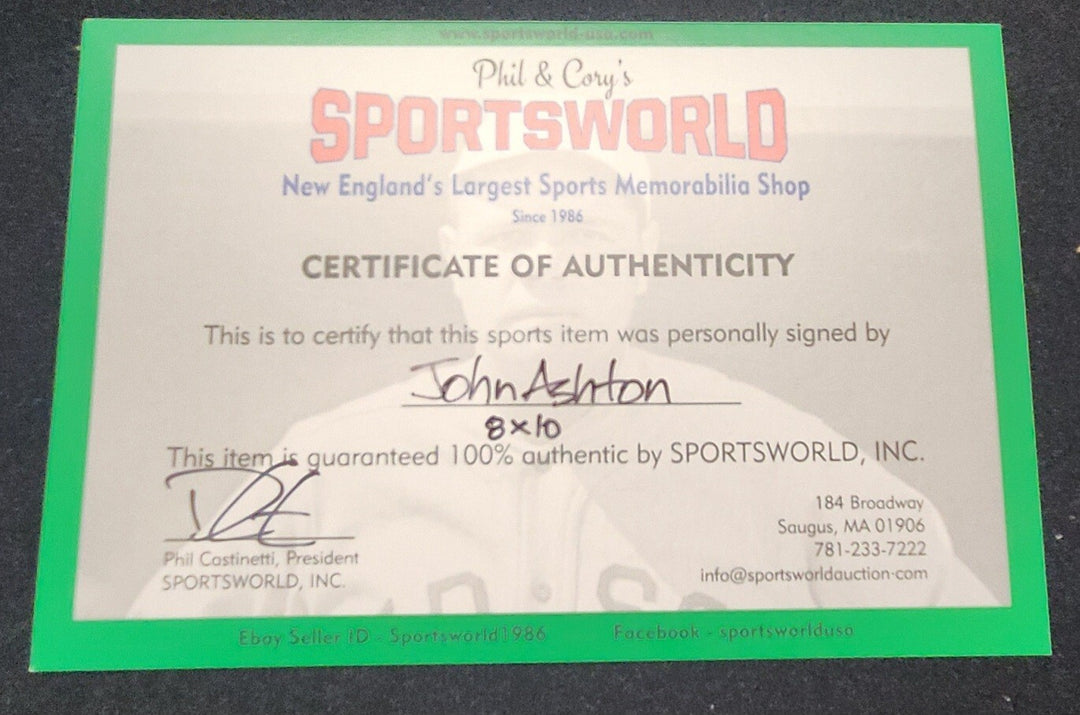 www.sportsworld-usa.com
Phil & Cory's
SPORTSWORLD
New England's Largest Sports Memorabilia Shop
Since 1986
CERTIFICATE OF AUTHENTICITY
This is to certify that this sports item was personally signed by
John Ashton
8x10
This item is guaranteed 100% authentic by SPORTSWORLD, INC.
184 Broadway
Saugus, MA 01906
781-233-7222
info@sportsworldauction.com
Phil Castinetti, President
SPORTSWORLD, INC.
Ebay Seller ID - Sportsworld1986
Facebook - sportsworldusa